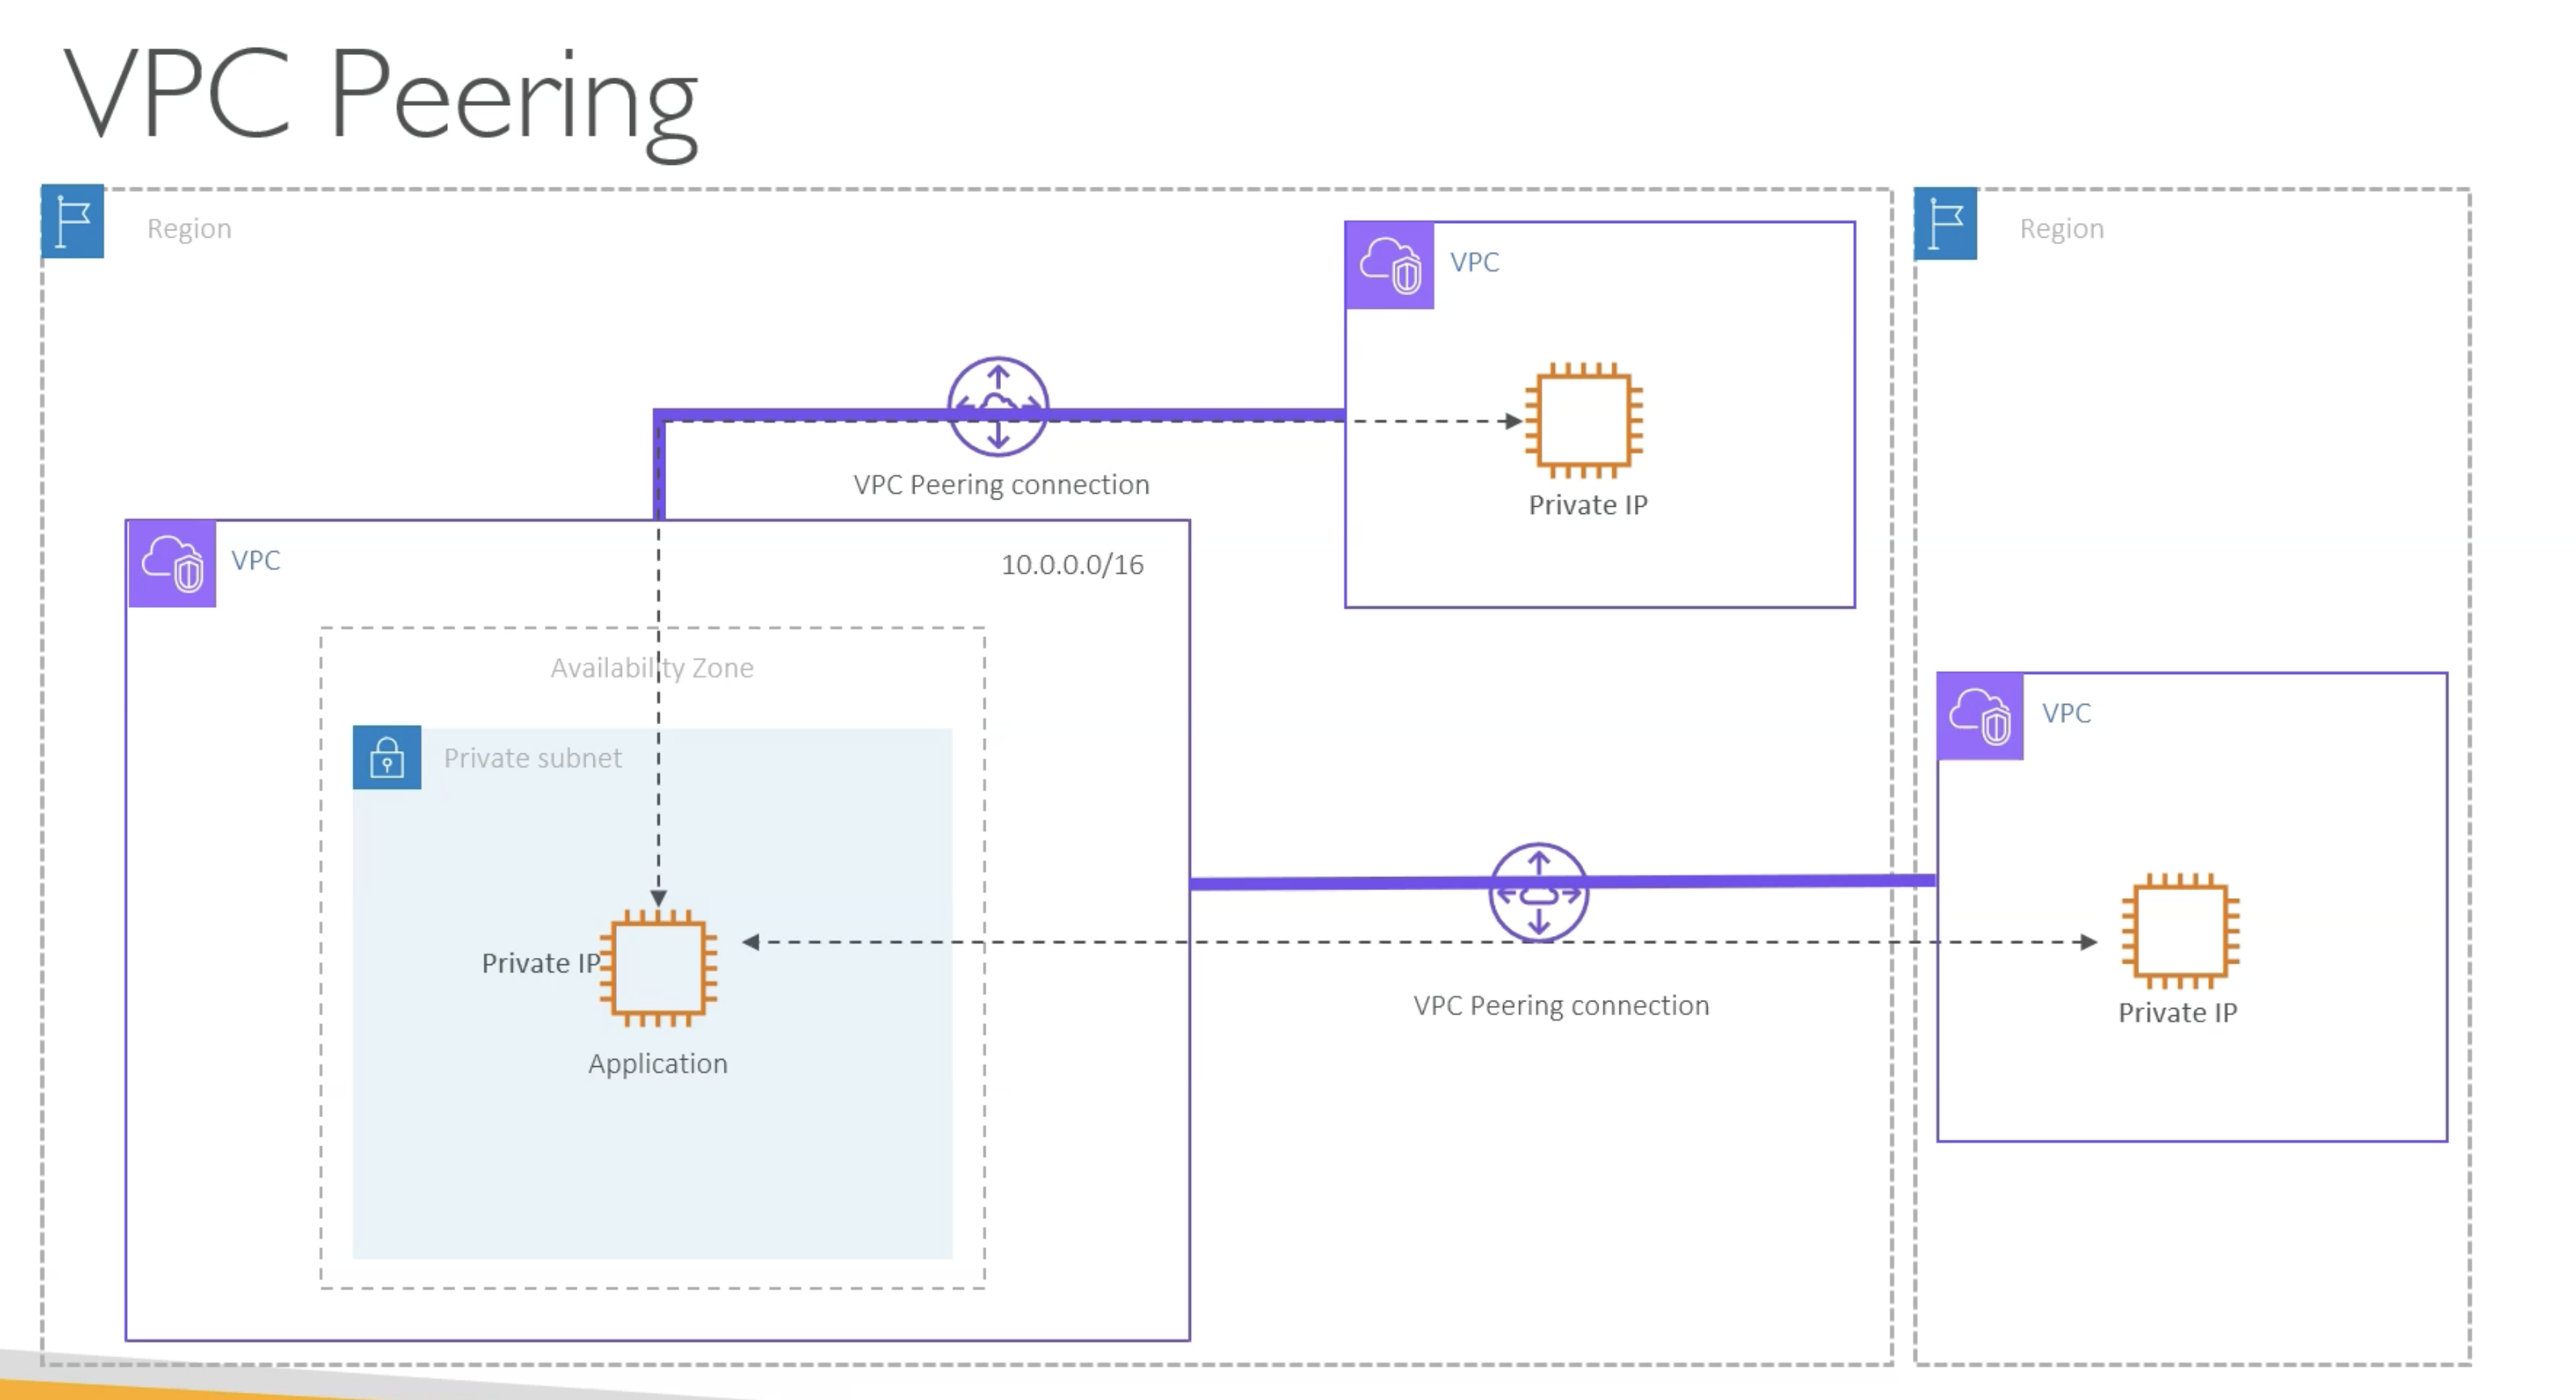 VPC Peering
Region
Region
VPC
VPC Peering connection
Private IP
VPC
10.0.0.0/16
Availability Zone
VPC
Private subnet
Private IP
Application
VPC Peering connection
Private IP